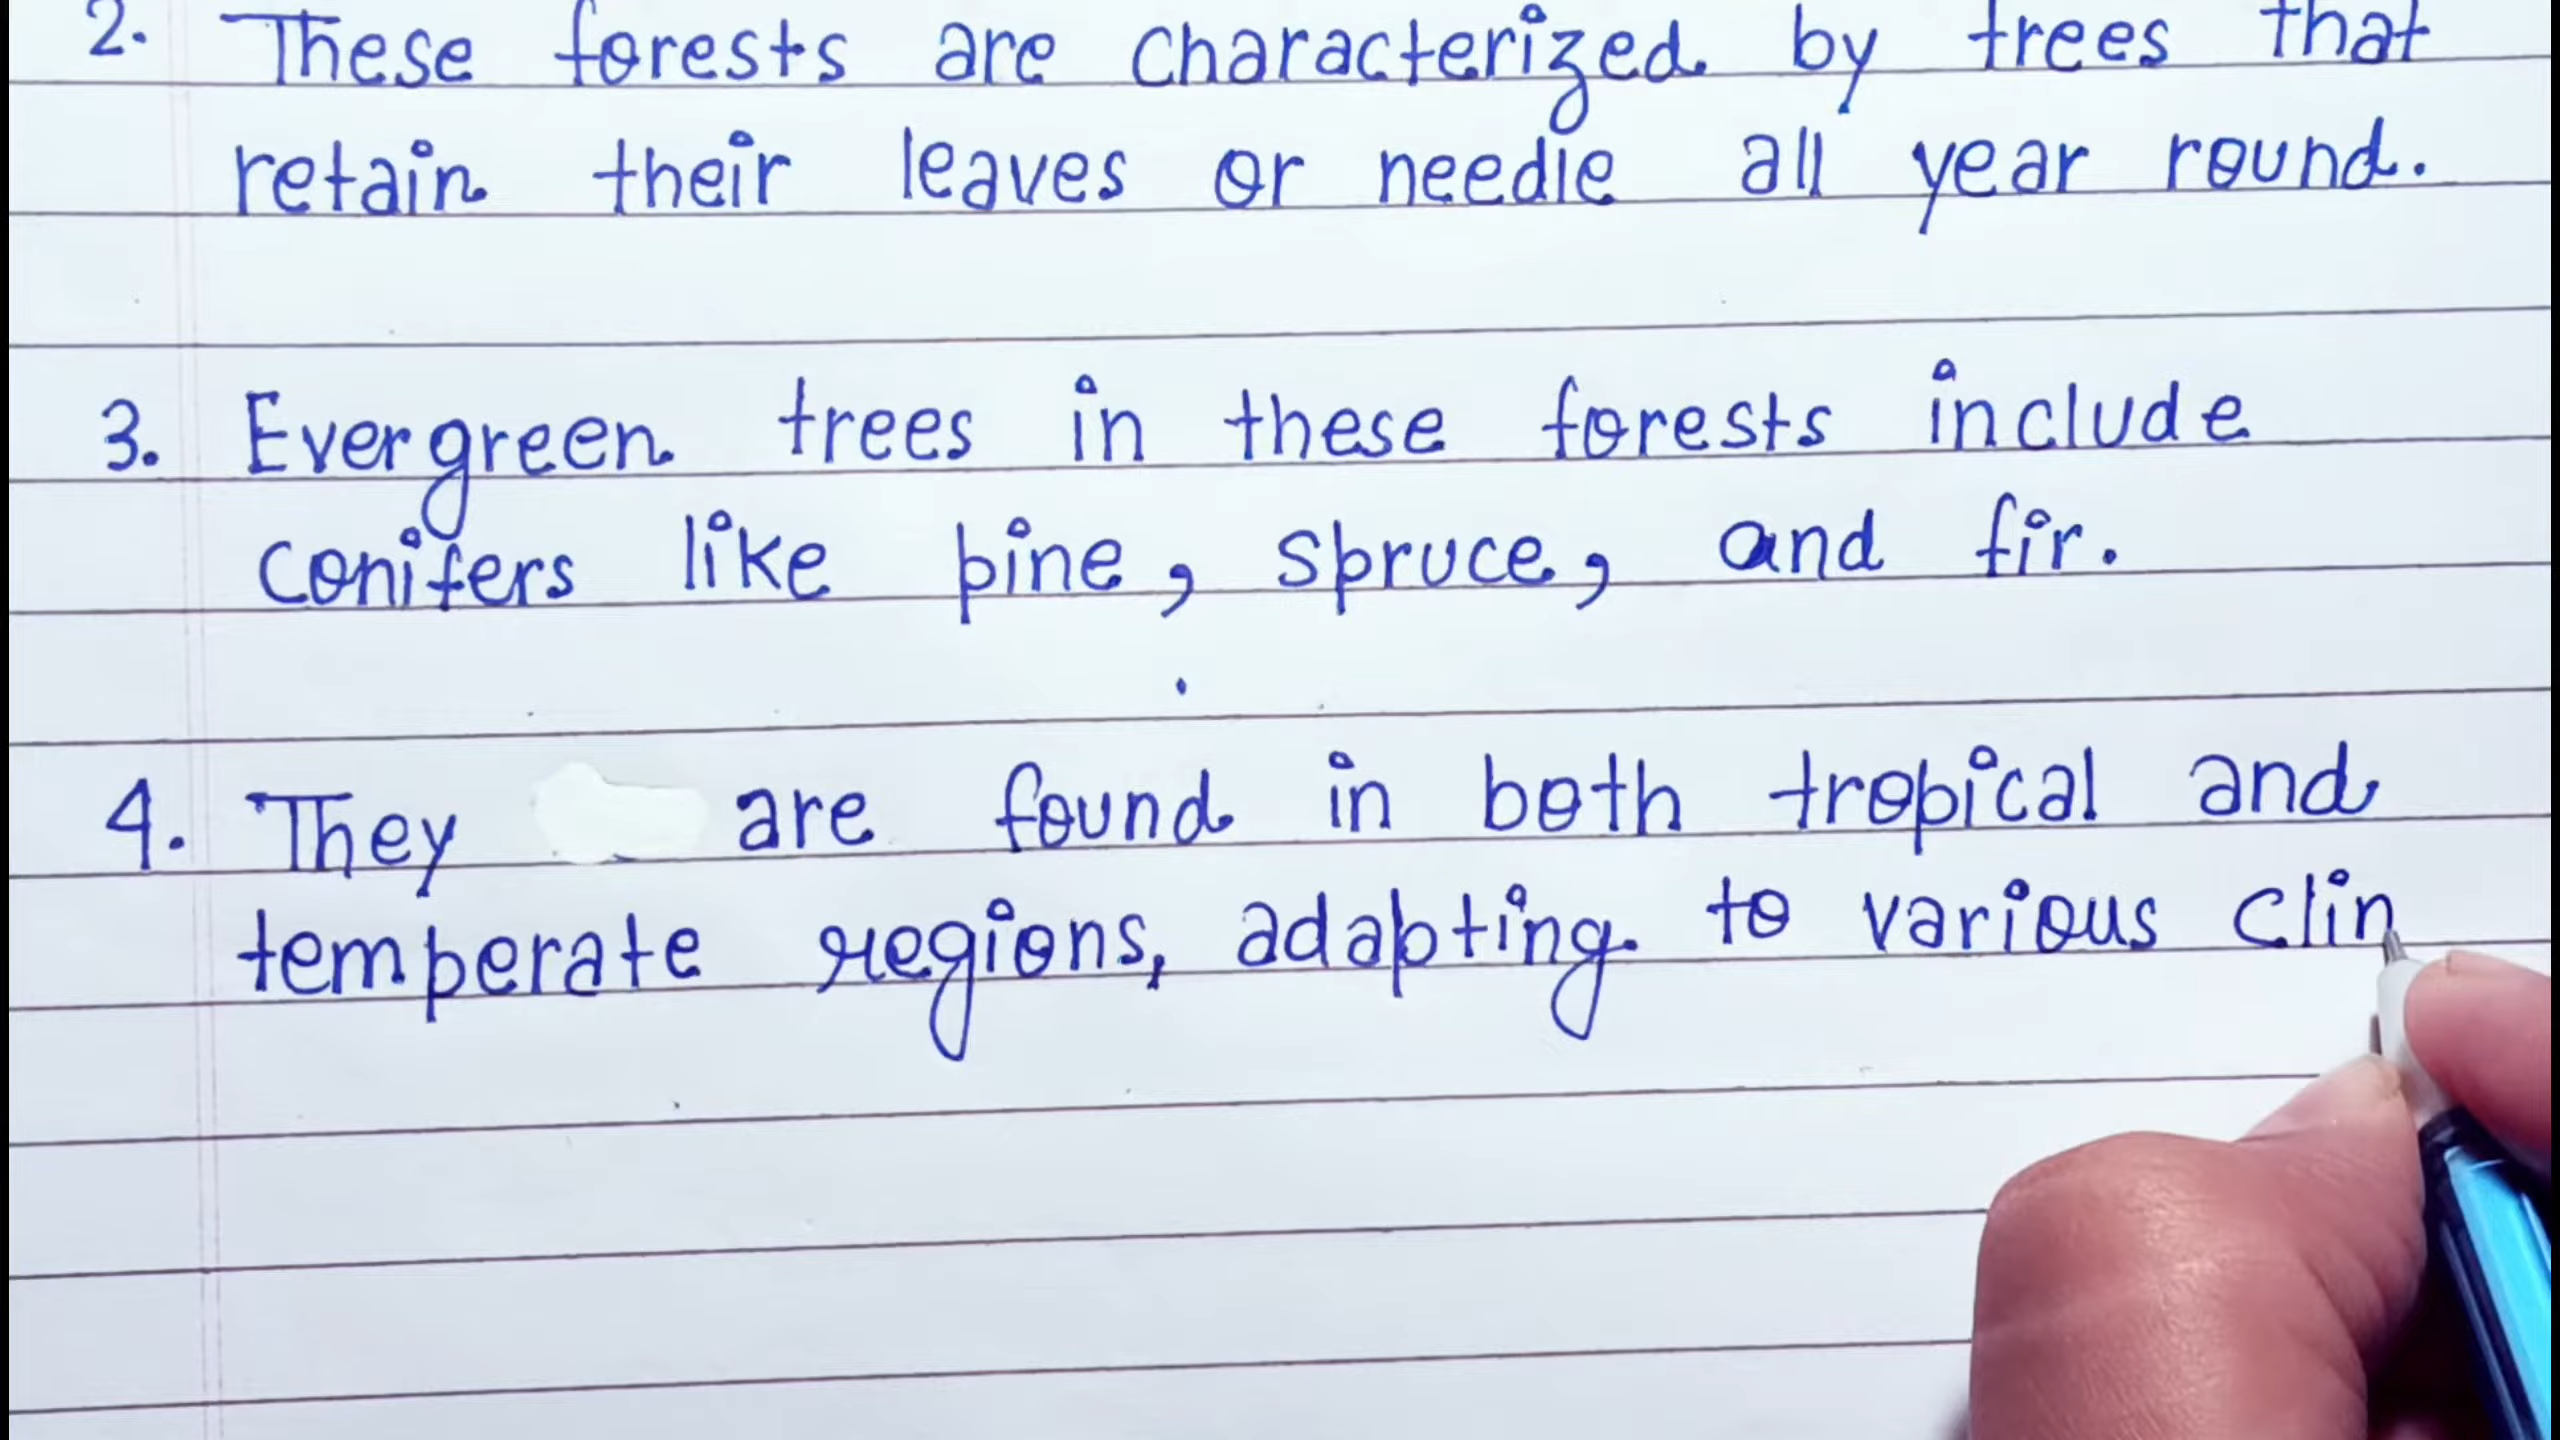 2. These forests are characterized by trees that
retain their leaves or needle all year round.
3. Evergreen trees in these forests include
conifers like pine, spruce, and fir.
4. They are found in both tropical and
temperate regions, adapting to various clin